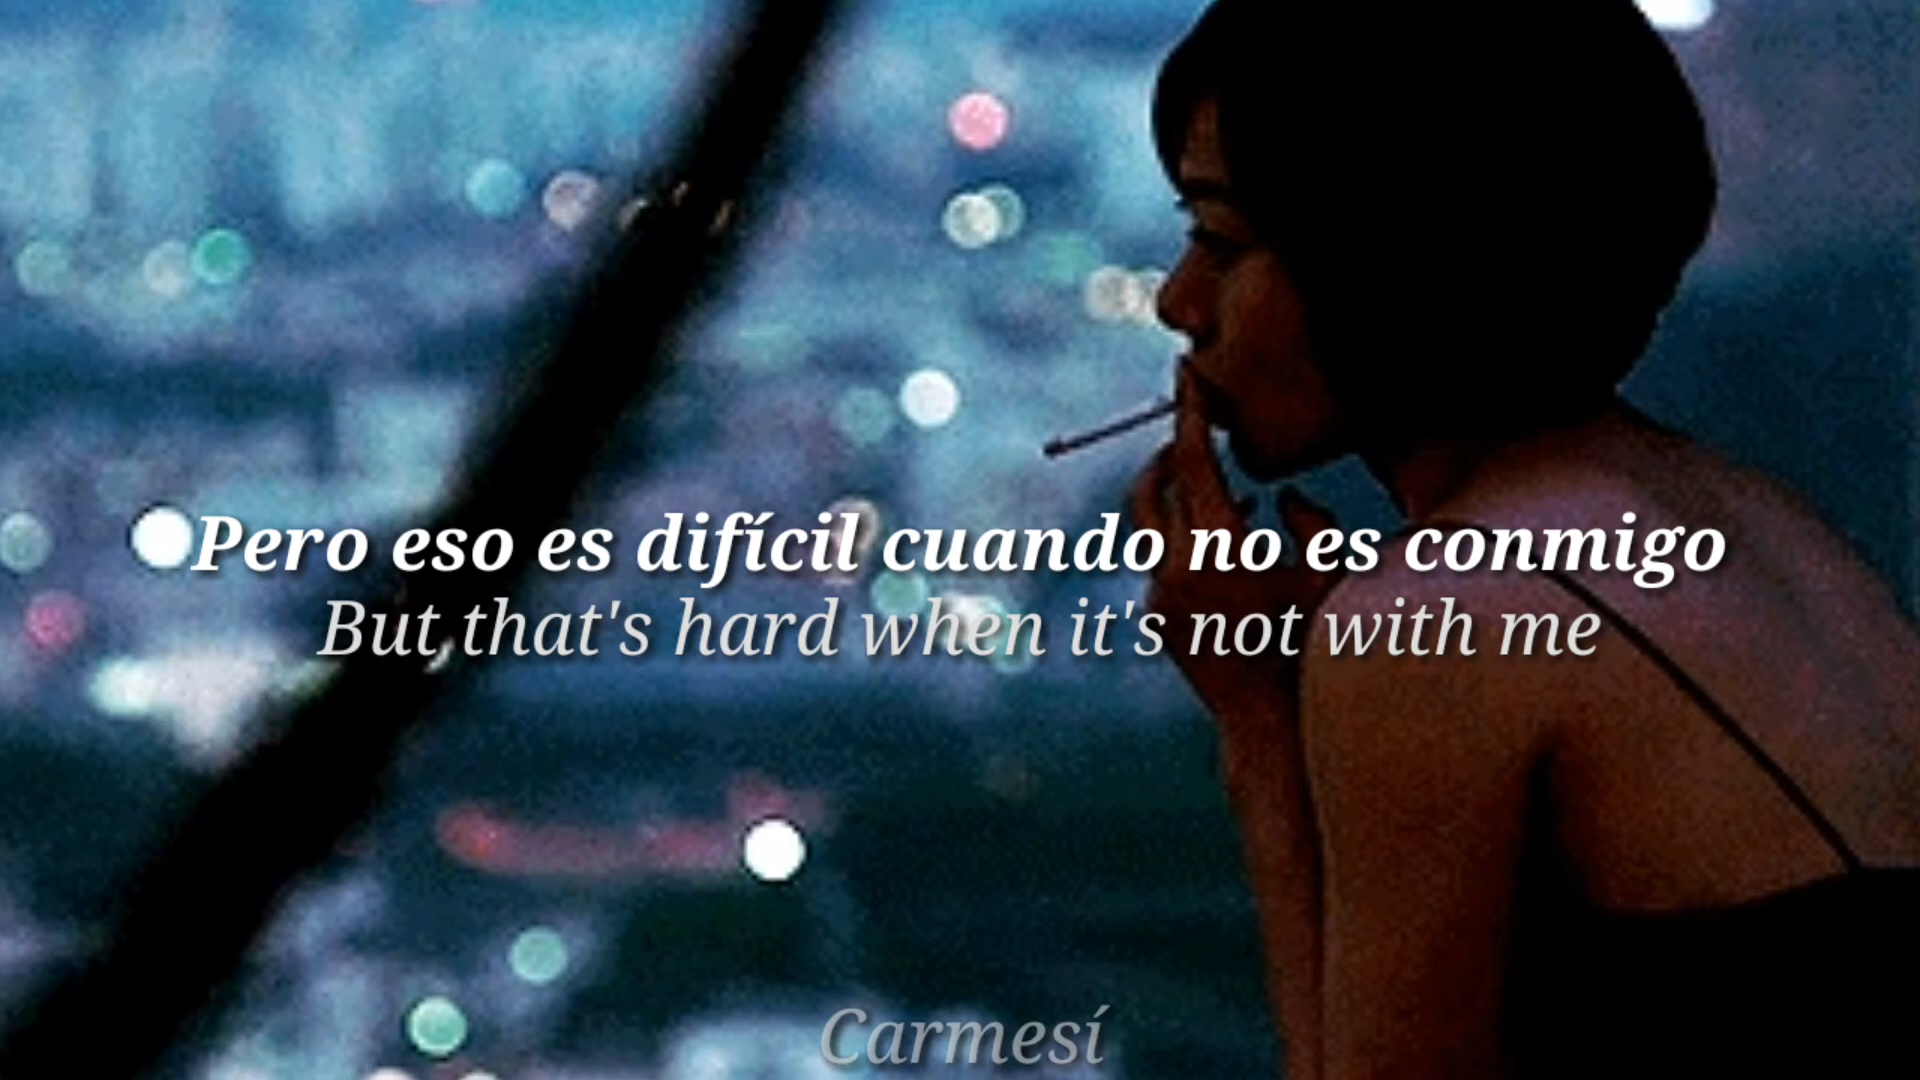 Pero eso es difícil cuando no es conmigo
But that's hard when it's not with me
Carmesí